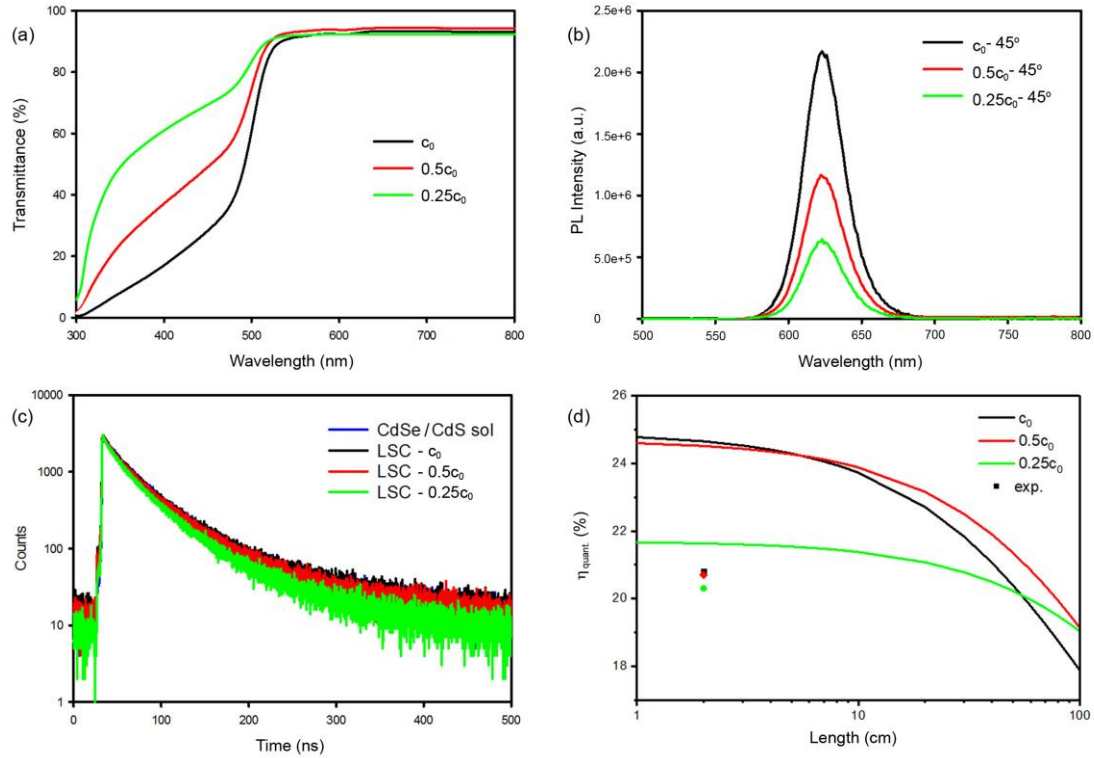 (a)
Transmittance (%)
100
80
60
40
20
0
c₀
0.5c₀
0.25c₀
300 400 500 600 700 800
Wavelength (nm)
(b)
PL Intensity (a.u.)
2.5e+6
2.0e+6
1.5e+6
1.0e+6
5.0e+5
0
c₀- 45º
0.5c₀- 45º
0.25c₀- 45º
500 550 600 650 700 750 800
Wavelength (nm)
(c)
Counts
10000
1000
100
10
1
CdSe / CdS sol
LSC - c₀
LSC - 0.5c₀
LSC - 0.25c₀
0 100 200 300 400 500
Time (ns)
(d)
η quant. (%)
26
24
22
20
18
c₀
0.5c₀
0.25c₀
exp.
1 10 100
Length (cm)